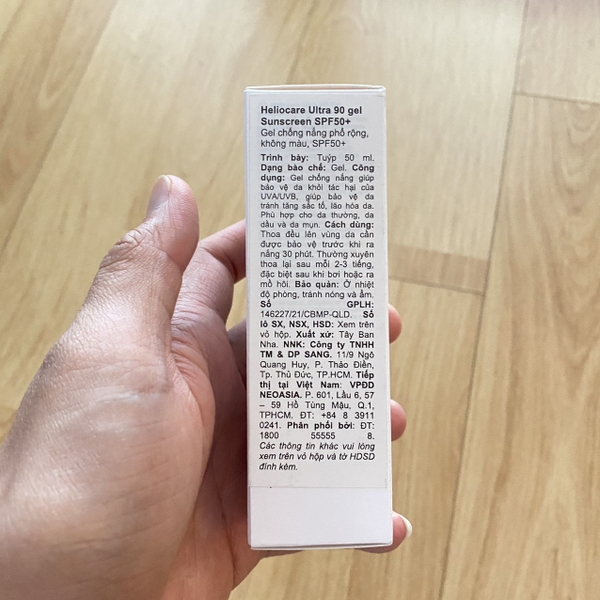 Heliocare Ultra 90 gel
Sunscreen SPF50+
Gel chống nắng phổ rộng,
không màu, SPF50+
Trình bày: Tuýp 50 ml.
Dạng bào chế: Gel. Công
dụng: Gel chống nắng giúp
bảo vệ da khỏi tác hại của
UVA/UVB, giúp bảo vệ da
tránh tăng sắc tố, lão hóa da.
Phù hợp cho da thường, da
dầu và da mụn. Cách dùng:
Thoa đều lên vùng da cần
được bảo vệ trước khi ra
nắng 30 phút. Thường xuyên
thoa lại sau mỗi 2-3 tiếng,
đặc biệt sau khi bơi hoặc ra
mồ hôi. Bảo quản: Ở nhiệt
độ phòng, tránh nóng và ẩm.
Số GPLH:
146227/21/CBMP-QLD. Số
lô SX, NSX, HSD: Xem trên
vỏ hộp. Xuất xứ: Tây Ban
Nha. NNK: Công ty TNHH
TM & DP SANG. 11/9 Ngô
Quang Huy, P. Thảo Điền,
Tp. Thủ Đức, TP.HCM. Tiếp
thị tại Việt Nam: VPĐD
NEOASIA. P. 601, Lầu 6, 57
– 59 Hồ Tùng Mậu, Q.1,
TPHCM. ĐT: +84 8 3911
0241. Phân phối bởi: ĐT:
1800 55555 8.
Các thông tin khác vui lòng
xem trên vỏ hộp và tờ HDSD
đính kèm.